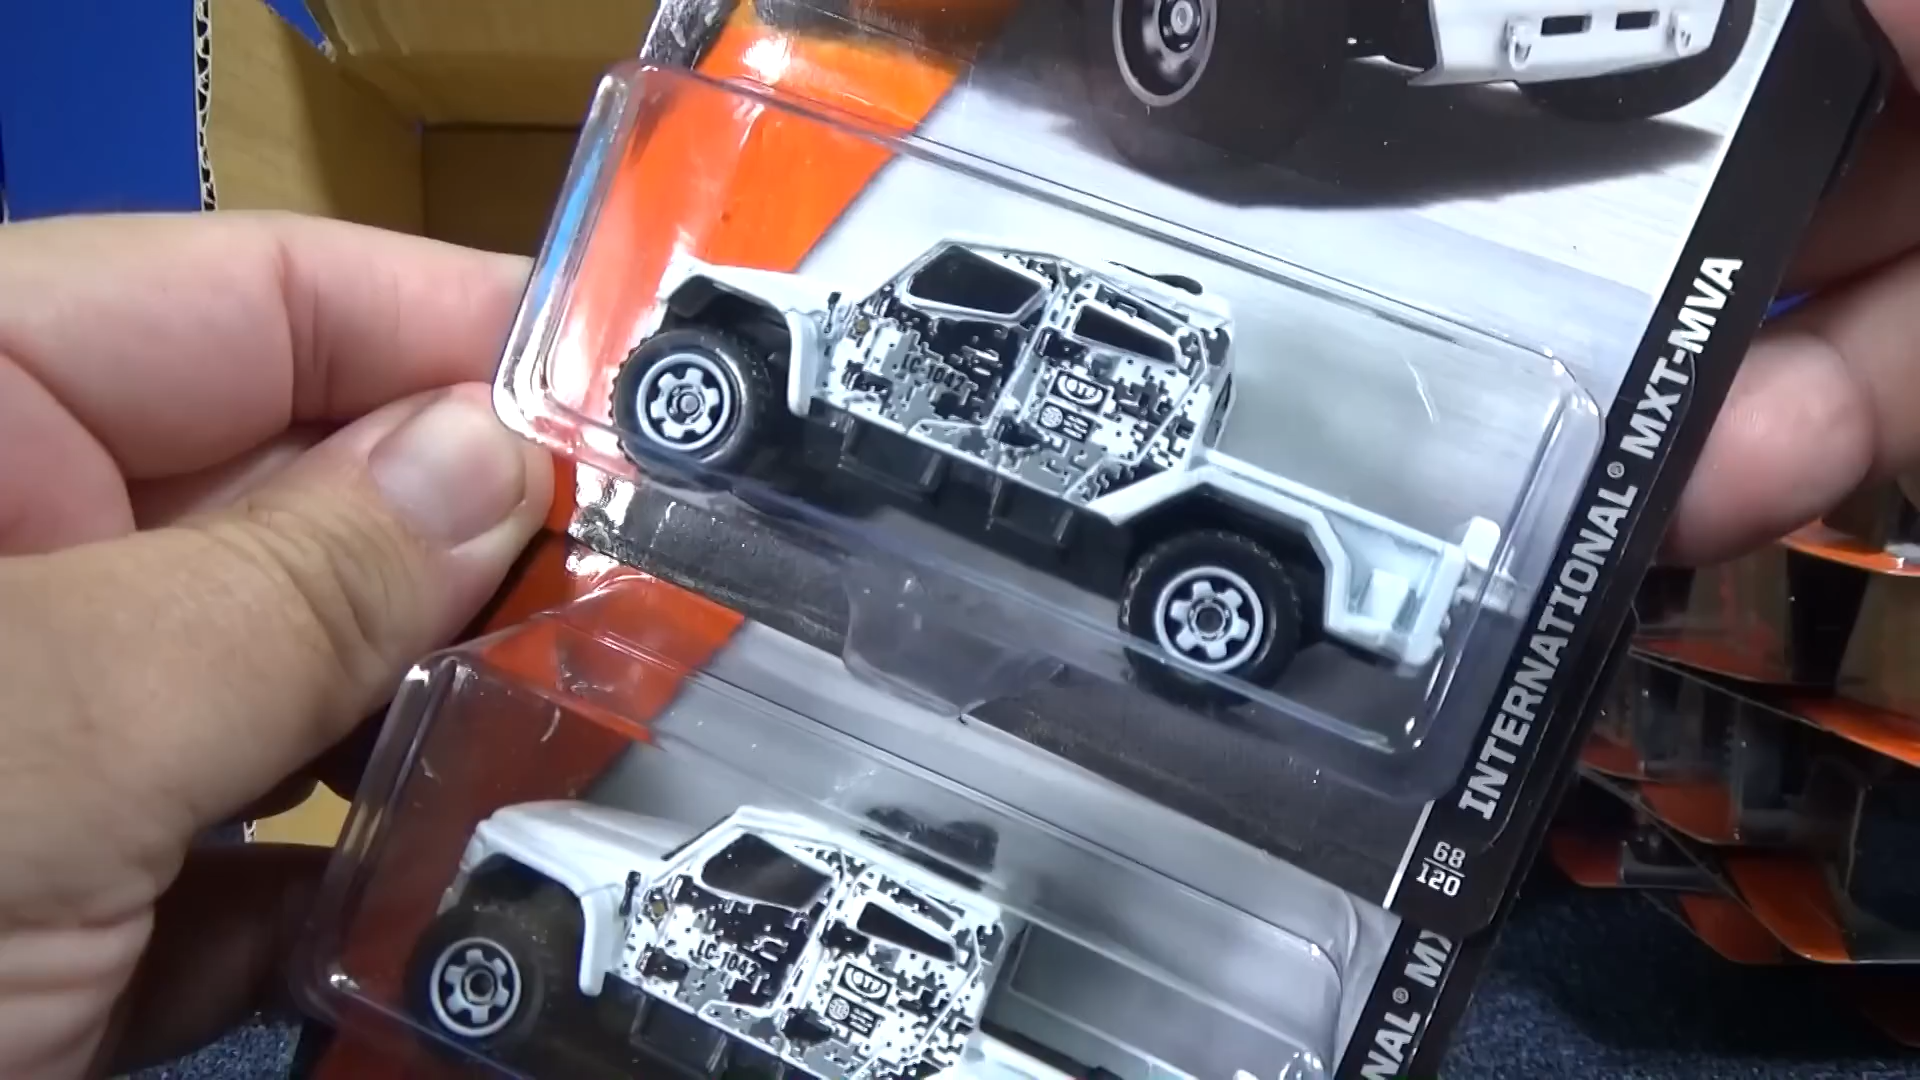 INTERNATIONAL® MXT-MVA
68
120
LC-1042
LC-1042
NAL® MX